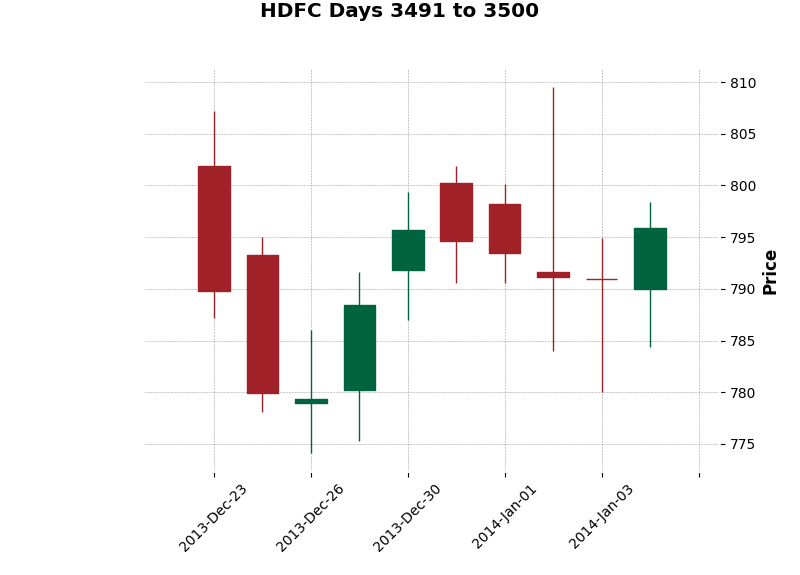 HDFC Days 3491 to 3500
810
805
800
795
790
785
780
775
Price
2013-Dec-23
2013-Dec-26
2013-Dec-30
2014-Jan-01
2014-Jan-03